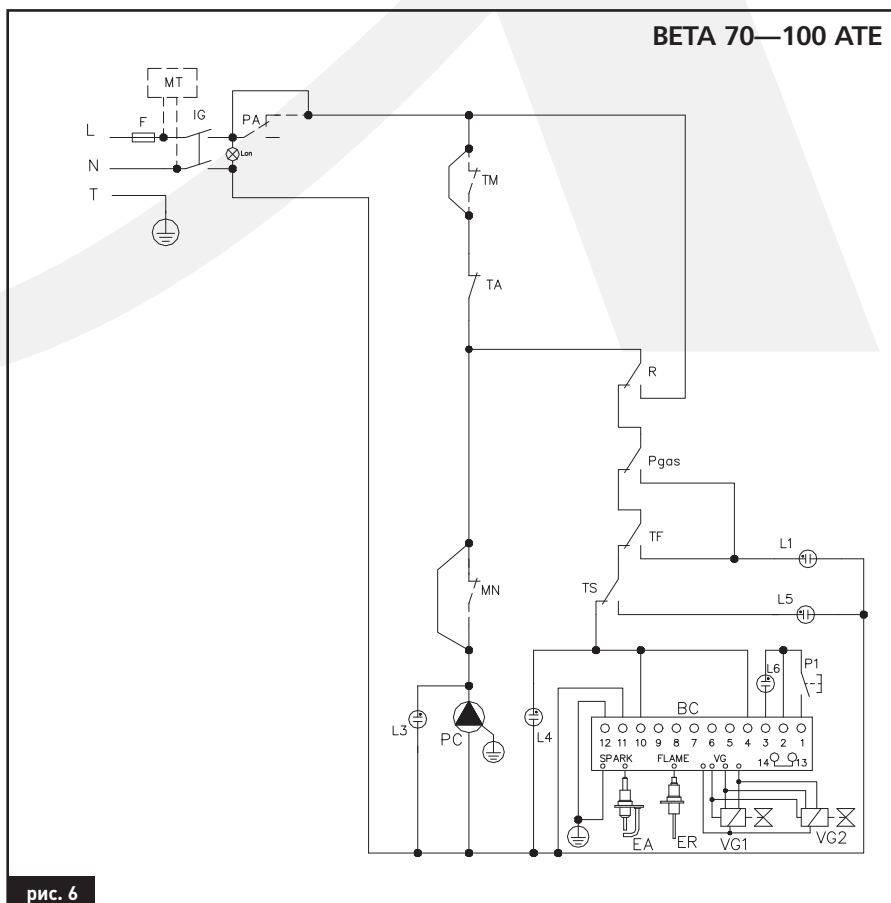 BETA 70—100 ATE
MT
F
IG
PA
L
Lon
N
TM
T
TA
R
Pgas
TF
L1
TS
MN
L5
L6
P1
BC
L3
PC
L4
12 11 10 9 8 7 6 5 4 3 2 1
SPARK FLAME VG 14 13
EA ER VG1 VG2
рис. 6